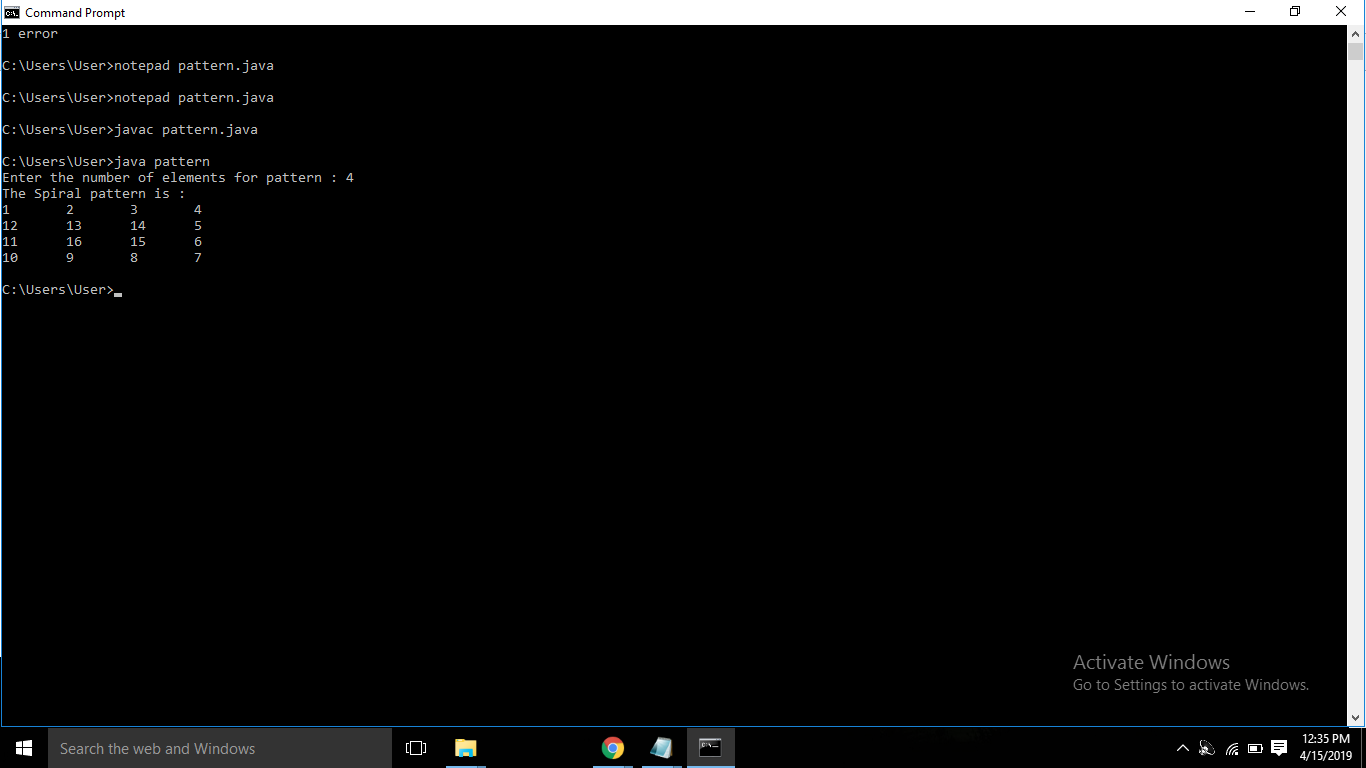 Command Prompt
1 error
C:\Users\User>notepad pattern.java
C:\Users\User>notepad pattern.java
C:\Users\User>javac pattern.java
C:\Users\User>java pattern
Enter the number of elements for pattern : 4
The Spiral pattern is :
1 2 3 4
12 13 14 5
11 16 15 6
10 9 8 7
C:\Users\User>
Activate Windows
Go to Settings to activate Windows.
Search the web and Windows
12:35 PM
4/15/2019